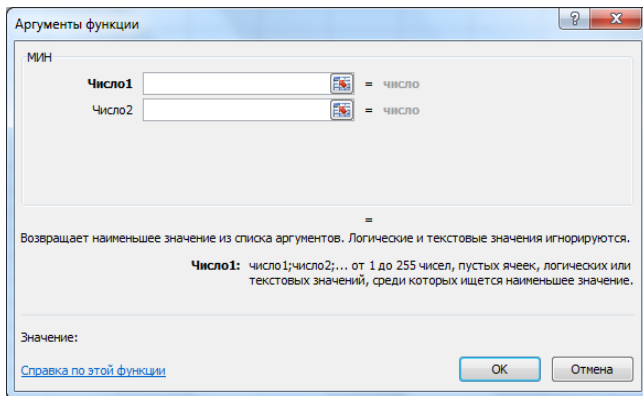 Аргументы функции
МИН
Число1 = число
Число2 = число
=
Возвращает наименьшее значение из списка аргументов. Логические и текстовые значения игнорируются.
Число1: число1;число2;... от 1 до 255 чисел, пустых ячеек, логических или
текстовых значений, среди которых ищется наименьшее значение.
Значение:
Справка по этой функции
ОК
Отмена